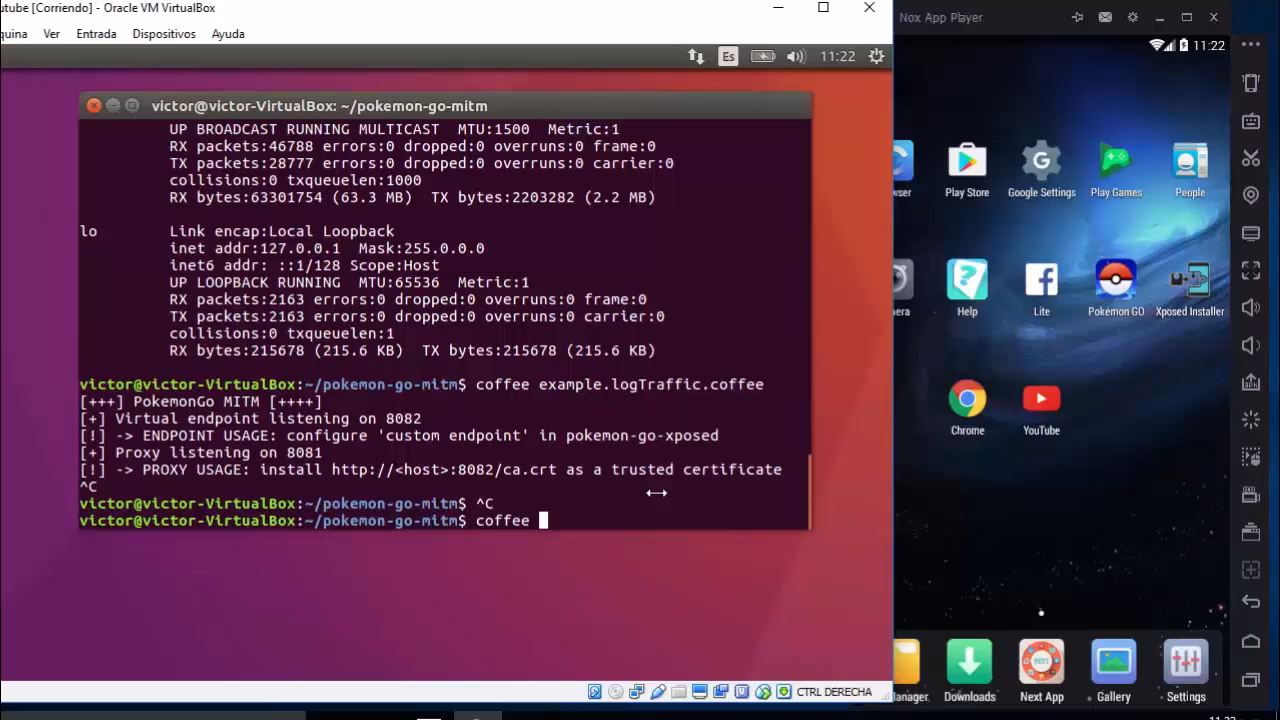 utube [Corriendo] - Oracle VM VirtualBox
quina Ver Entrada Dispositivos Ayuda
Es 11:22
victor@victor-VirtualBox: ~/pokemon-go-mitm
UP BROADCAST RUNNING MULTICAST MTU:1500 Metric:1
RX packets:46788 errors:0 dropped:0 overruns:0 frame:0
TX packets:28777 errors:0 dropped:0 overruns:0 carrier:0
collisions:0 txqueuelen:1000
RX bytes:63301754 (63.3 MB) TX bytes:2203282 (2.2 MB)
lo Link encap:Local Loopback
inet addr:127.0.0.1 Mask:255.0.0.0
inet6 addr: ::1/128 Scope:Host
UP LOOPBACK RUNNING MTU:65536 Metric:1
RX packets:2163 errors:0 dropped:0 overruns:0 frame:0
TX packets:2163 errors:0 dropped:0 overruns:0 carrier:0
collisions:0 txqueuelen:1
RX bytes:215678 (215.6 KB) TX bytes:215678 (215.6 KB)
victor@victor-VirtualBox:~/pokemon-go-mitm$ coffee example.logTraffic.coffee
[+++] PokemonGo MITM [++++]
[+] Virtual endpoint listening on 8082
[!] -> ENDPOINT USAGE: configure 'custom endpoint' in pokemon-go-xposed
[+] Proxy listening on 8081
[!] -> PROXY USAGE: install http://<host>:8082/ca.crt as a trusted certificate
^C
victor@victor-VirtualBox:~/pokemon-go-mitm$ ^C
victor@victor-VirtualBox:~/pokemon-go-mitm$ coffee
CTRL DERECHA
Nox App Player
11:22
wser Play Store Google Settings Play Games People
era Help Lite Pokémon GO Xposed Installer
Chrome YouTube
anager Downloads Next App Gallery Settings